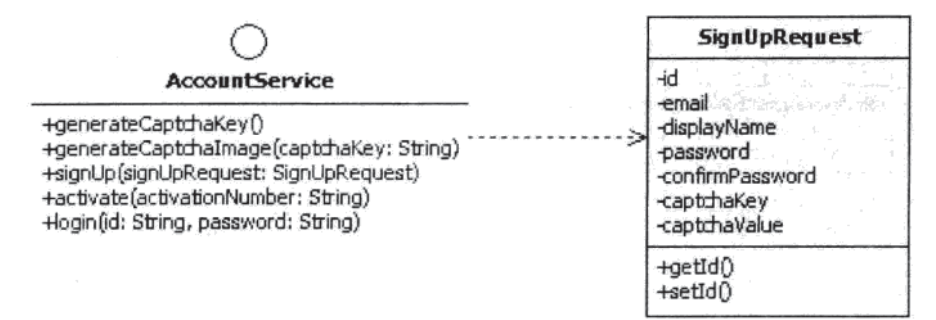 AccountService
+generateCaptchaKey()
+generateCaptchaImage(captchaKey: String)
+signUp(signUpRequest: SignUpRequest)
+activate(activationNumber: String)
+login(id: String, password: String)
SignUpRequest
-id
-email
-displayName
-password
-confirmPassword
-captchaKey
-captchaValue
+getId()
+setId()